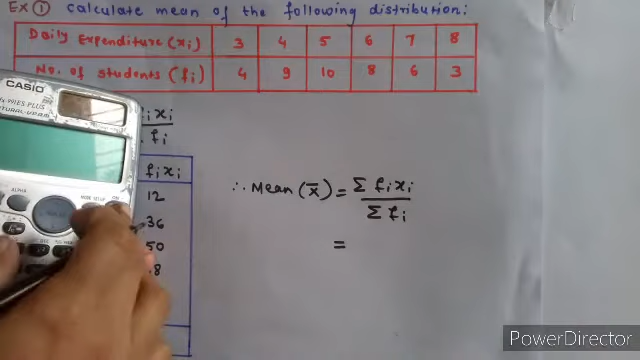 Ex ① calculate mean of the following distribution:
Daily Expenditure (xi) 3 4 5 6 7 8
No. of students (fi) 4 9 10 8 6 3
CASIO
fixi
12
36
50
∴ Mean (x̄) = Σ fixi / Σ fi
=
ALPHA
PowerDirector